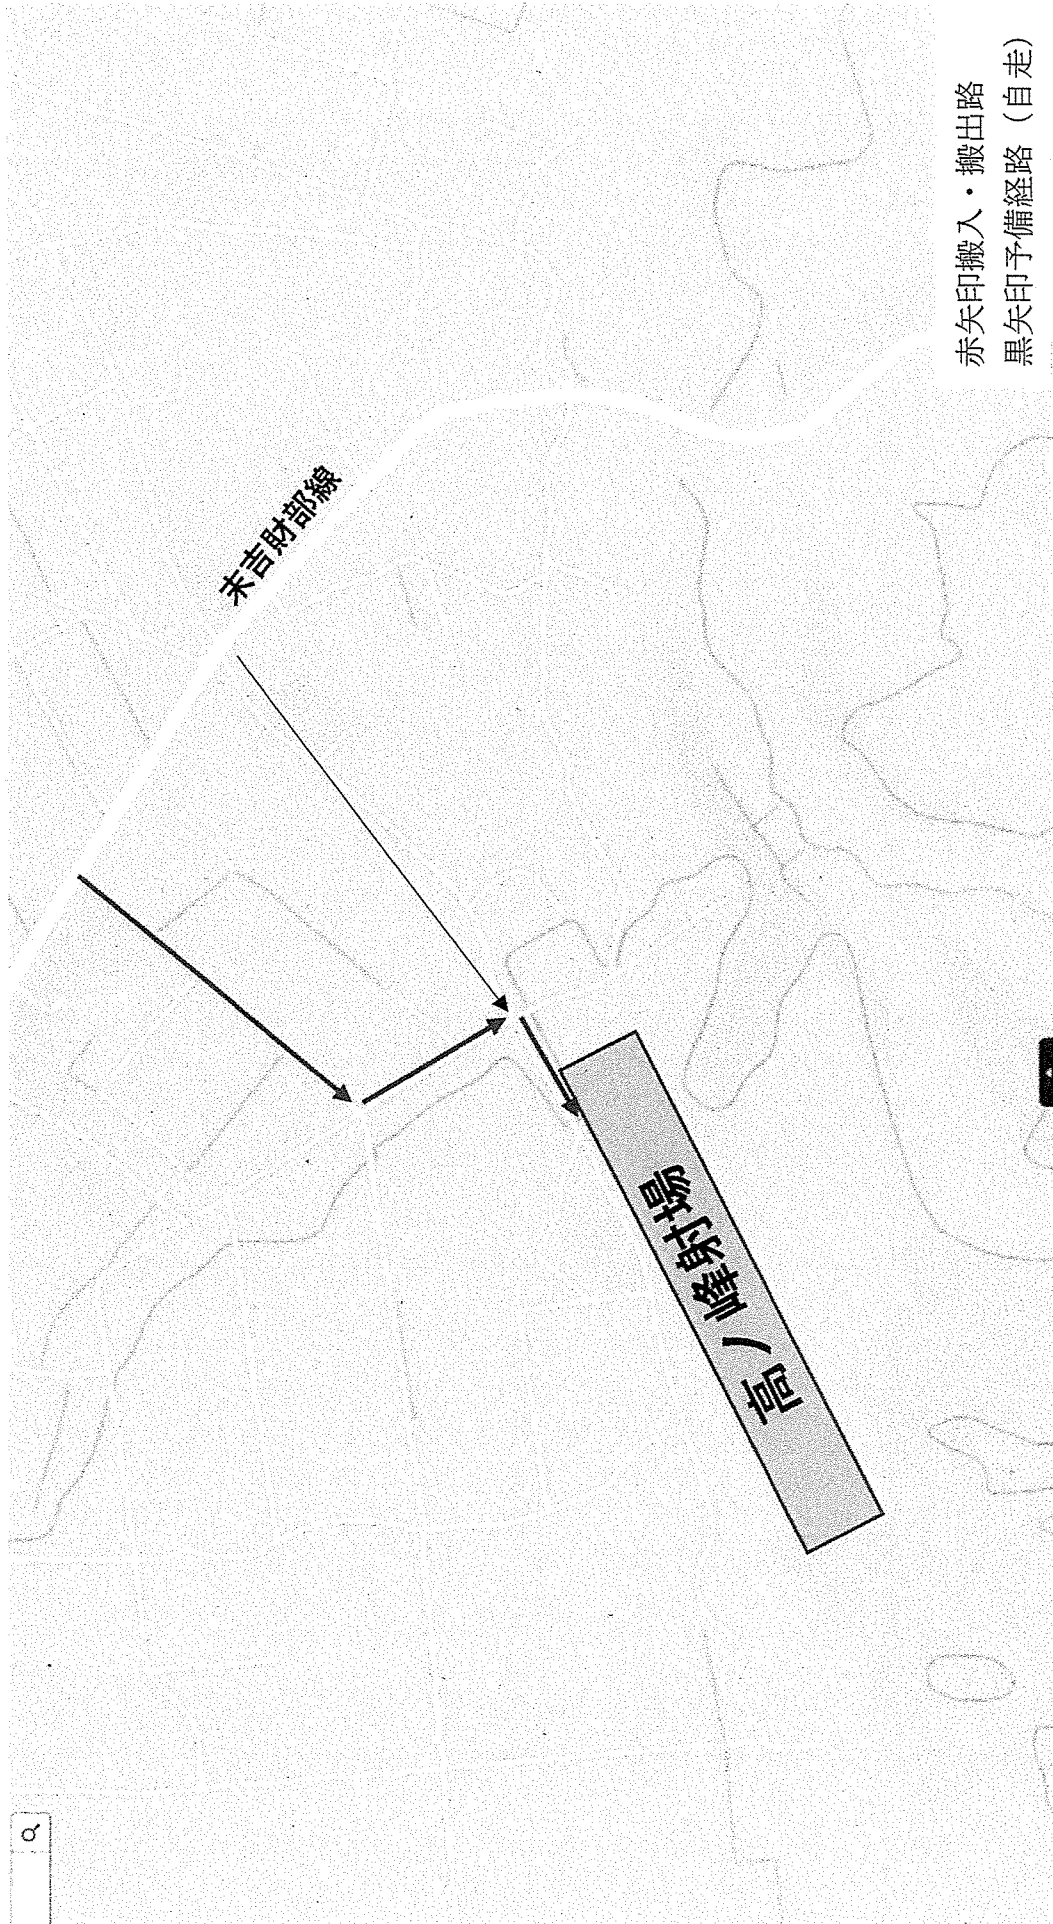 末吉財部線
高ノ峰射場
赤矢印搬入・搬出路
黒矢印予備経路（自走）